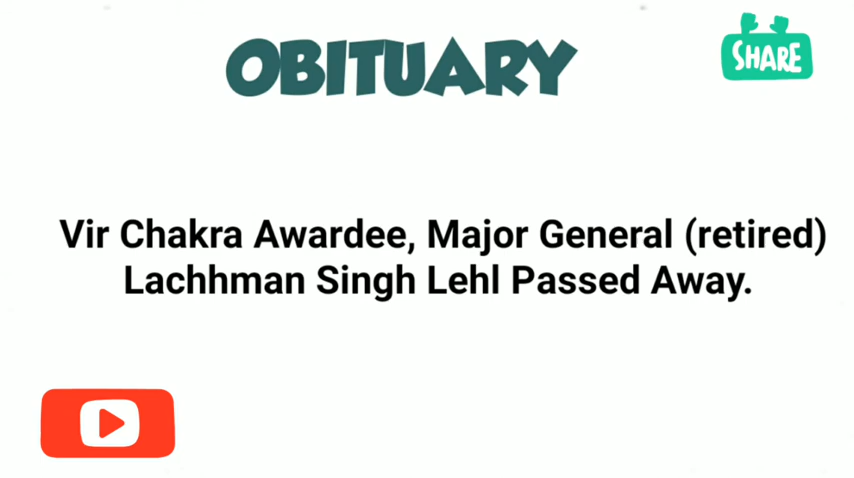 OBITUARY
SHARE
Vir Chakra Awardee, Major General (retired)
Lachhman Singh Lehl Passed Away.